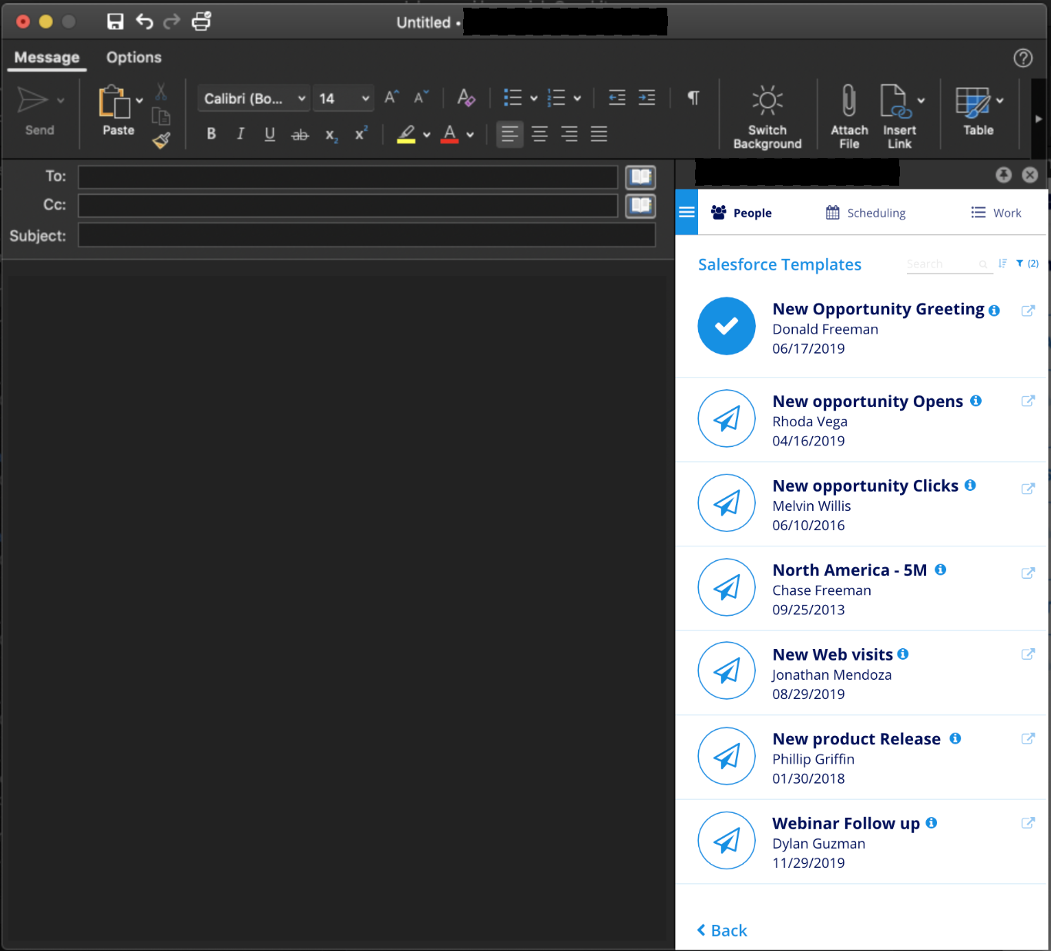 Untitled •
Message Options
Send
Paste
Calibri (Bo... 14
B I U ab x2 x2
A
Switch
Background
Attach
File
Insert
Link
Table
To:
Cc:
Subject:
People Scheduling Work
Salesforce Templates Search (2)
New Opportunity Greeting
Donald Freeman
06/17/2019
New opportunity Opens
Rhoda Vega
04/16/2019
New opportunity Clicks
Melvin Willis
06/10/2016
North America - 5M
Chase Freeman
09/25/2013
New Web visits
Jonathan Mendoza
08/29/2019
New product Release
Phillip Griffin
01/30/2018
Webinar Follow up
Dylan Guzman
11/29/2019
Back